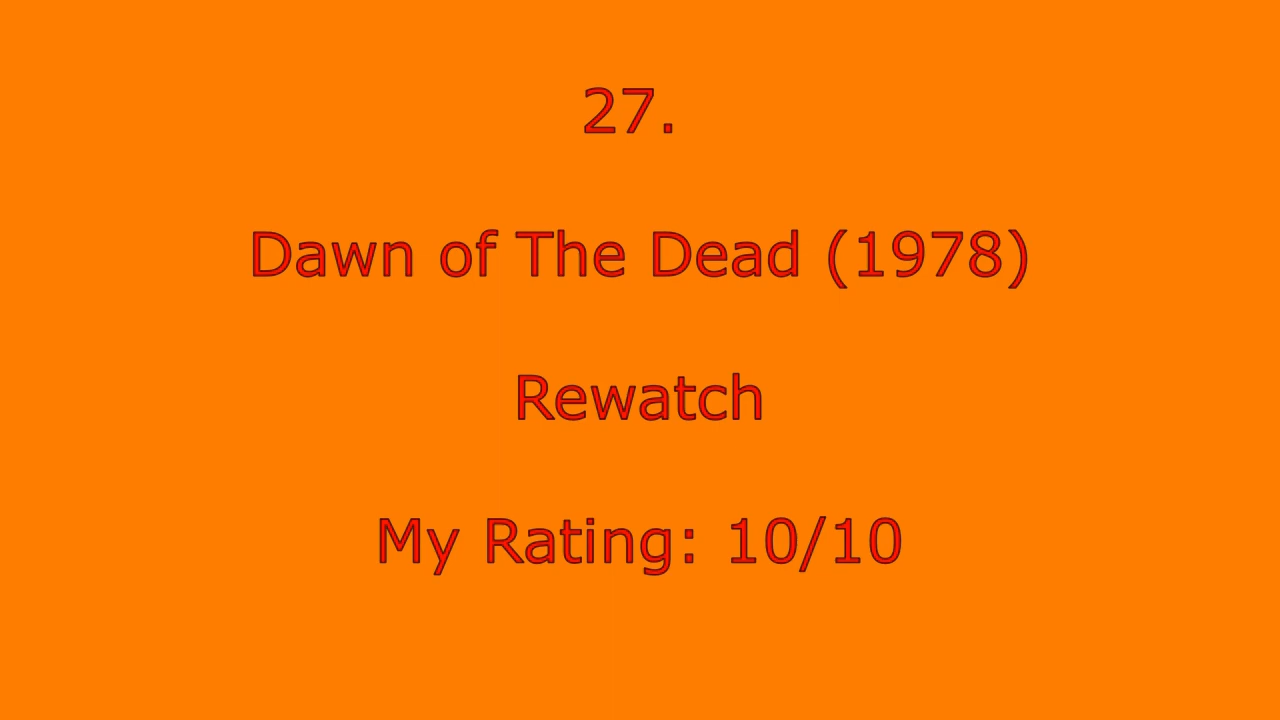 27.
Dawn of The Dead (1978)
Rewatch
My Rating: 10/10